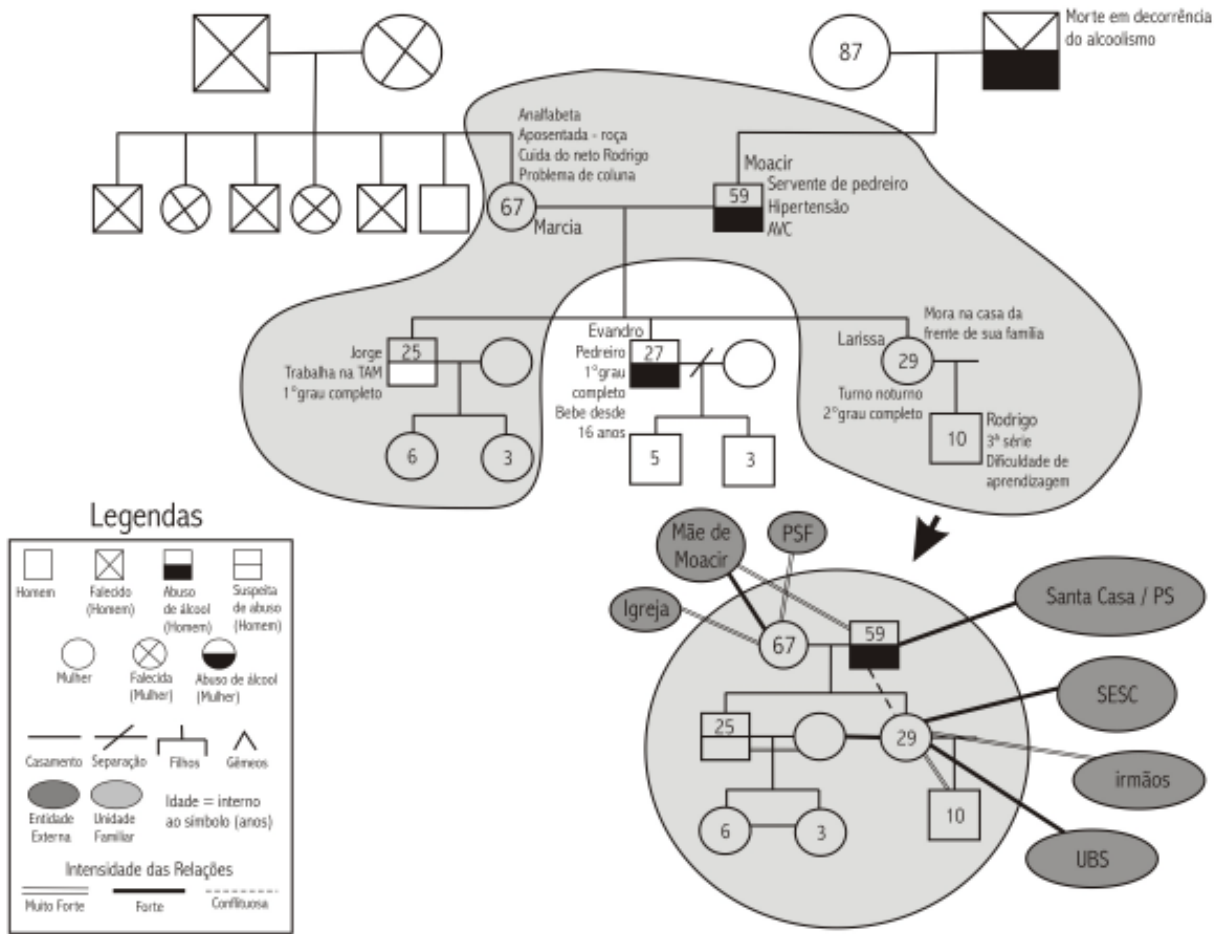 Morte em decorrência
do alcoolismo
87
Analfabeta
Aposentada - roça
Cuida do neto Rodrigo
Problema de coluna
67
Marcia
Moacir
59
Servente de pedreiro
Hipertensão
AVC
Jorge
25
Trabalha na TAM
1°grau completo
6
3
Evandro
27
Pedreiro
1°grau
completo
Bebe desde
16 anos
5
3
Mora na casa da
frente de sua família
Larissa
29
Turno noturno
2°grau completo
10
Rodrigo
3ª série
Dificuldade de
aprendizagem
Legendas
Homem
Falecido
(Homem)
Abuso
de álcool
(Homem)
Suspeita
de abuso
(Homem)
Mulher
Falecida
(Mulher)
Abuso de álcool
(Mulher)
Casamento
Separação
Filhos
Gêmeos
Entidade
Externa
Unidade
Familiar
Idade = interno
ao símbolo (anos)
Intensidade das Relações
Muito Forte
Forte
Conflituosa
Mãe de
Moacir
PSF
Igreja
Santa Casa / PS
SESC
irmãos
UBS
67
59
25
29
6
3
10